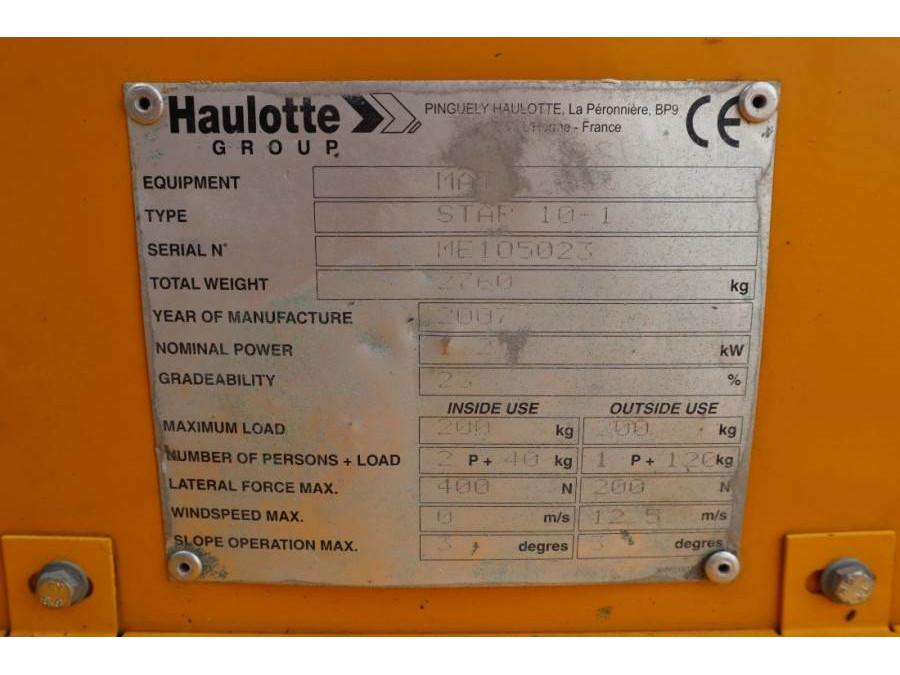 Haulotte
GROUP
PINGUELY HAULOTTE, La Péronnière, BP9
- France
CE
EQUIPMENT
TYPE STAR 10-1
SERIAL N° ME105023
TOTAL WEIGHT 2760 kg
YEAR OF MANUFACTURE 2007
NOMINAL POWER kW
GRADEABILITY 23 %
INSIDE USE OUTSIDE USE
MAXIMUM LOAD 200 kg 200 kg
NUMBER OF PERSONS + LOAD 2 P + 40 kg 1 P + 120 kg
LATERAL FORCE MAX. 400 N 200 N
WINDSPEED MAX. 0 m/s 12.5 m/s
SLOPE OPERATION MAX. 3 degres 3 degres